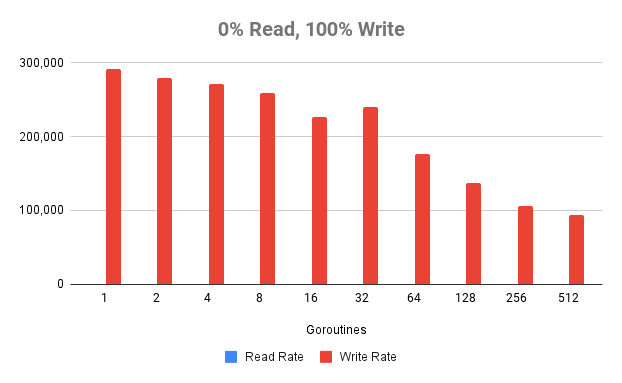 0% Read, 100% Write
300,000
200,000
100,000
0
1 2 4 8 16 32 64 128 256 512
Goroutines
Read Rate Write Rate